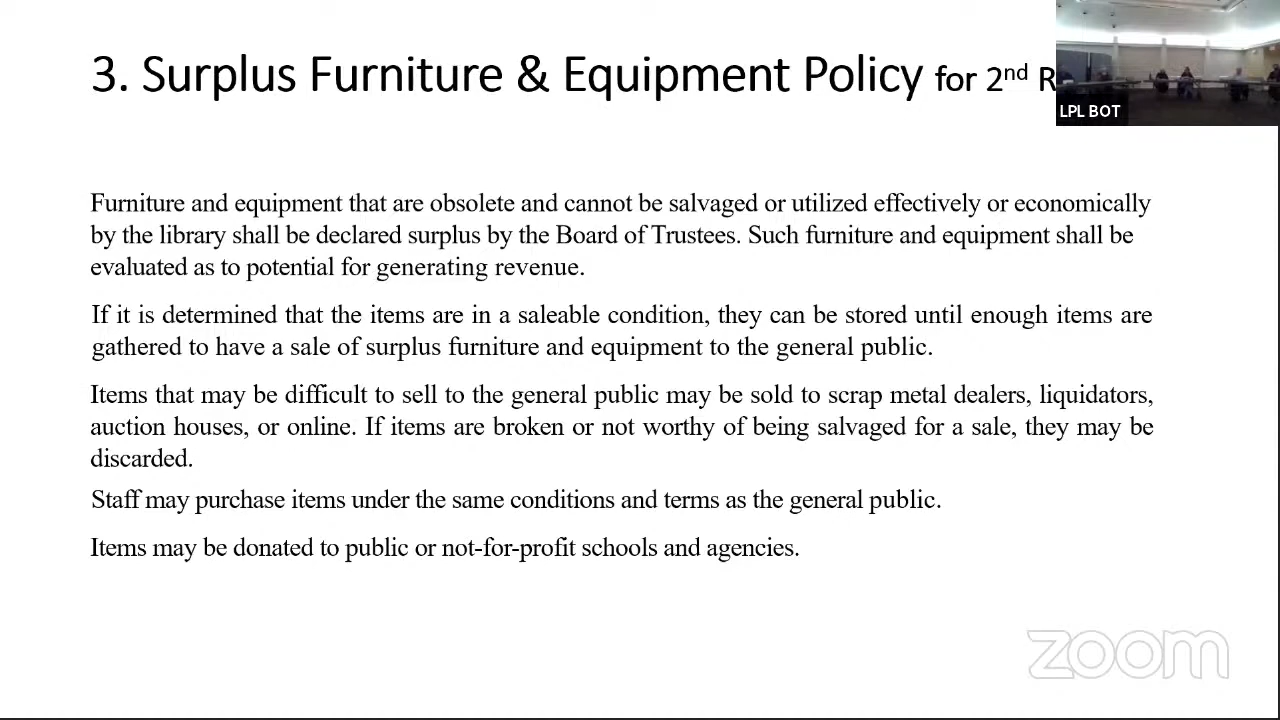 3. Surplus Furniture & Equipment Policy for 2nd R
LPL BOT
Furniture and equipment that are obsolete and cannot be salvaged or utilized effectively or economically
by the library shall be declared surplus by the Board of Trustees. Such furniture and equipment shall be
evaluated as to potential for generating revenue.
If it is determined that the items are in a saleable condition, they can be stored until enough items are
gathered to have a sale of surplus furniture and equipment to the general public.
Items that may be difficult to sell to the general public may be sold to scrap metal dealers, liquidators,
auction houses, or online. If items are broken or not worthy of being salvaged for a sale, they may be
discarded.
Staff may purchase items under the same conditions and terms as the general public.
Items may be donated to public or not-for-profit schools and agencies.
zoom